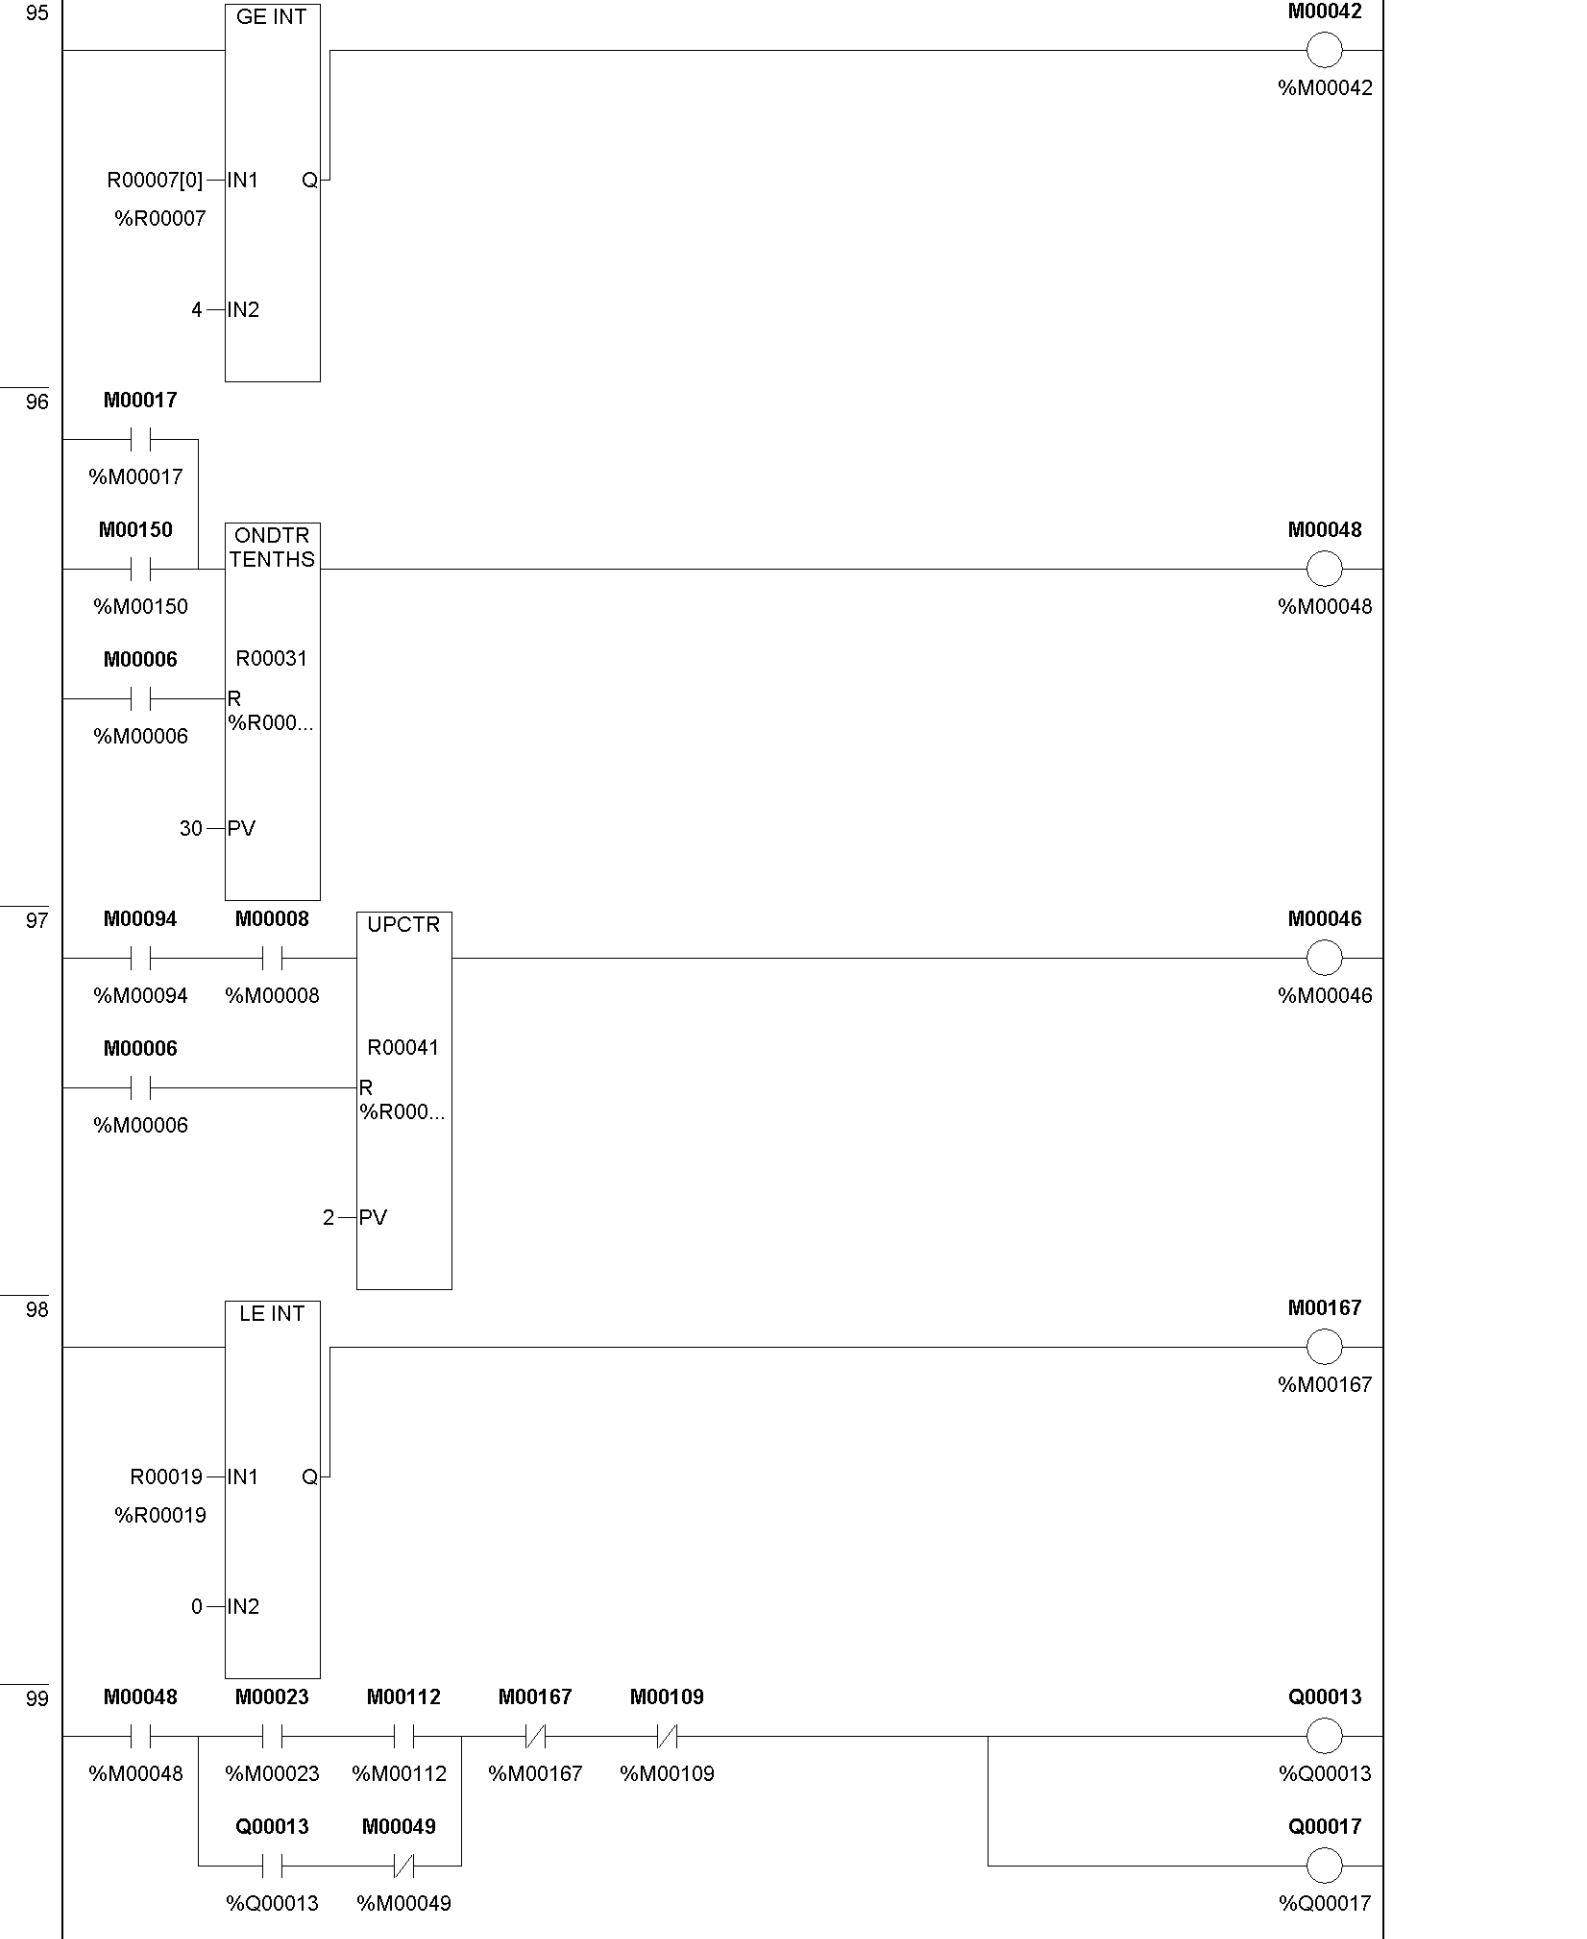 95
GE INT
M00042
%M00042
R00007[0]
IN1
Q
%R00007
4
IN2
96
M00017
%M00017
M00150
ONDTR
TENTHS
M00048
%M00150
%M00048
M00006
R00031
R
%M00006
%R000...
30
PV
97
M00094
M00008
UPCTR
M00046
%M00094
%M00008
%M00046
M00006
R00041
R
%M00006
%R000...
2
PV
98
LE INT
M00167
%M00167
R00019
IN1
Q
%R00019
0
IN2
99
M00048
M00023
M00112
M00167
M00109
Q00013
%M00048
%M00023
%M00112
%M00167
%M00109
%Q00013
Q00013
M00049
Q00017
%Q00013
%M00049
%Q00017